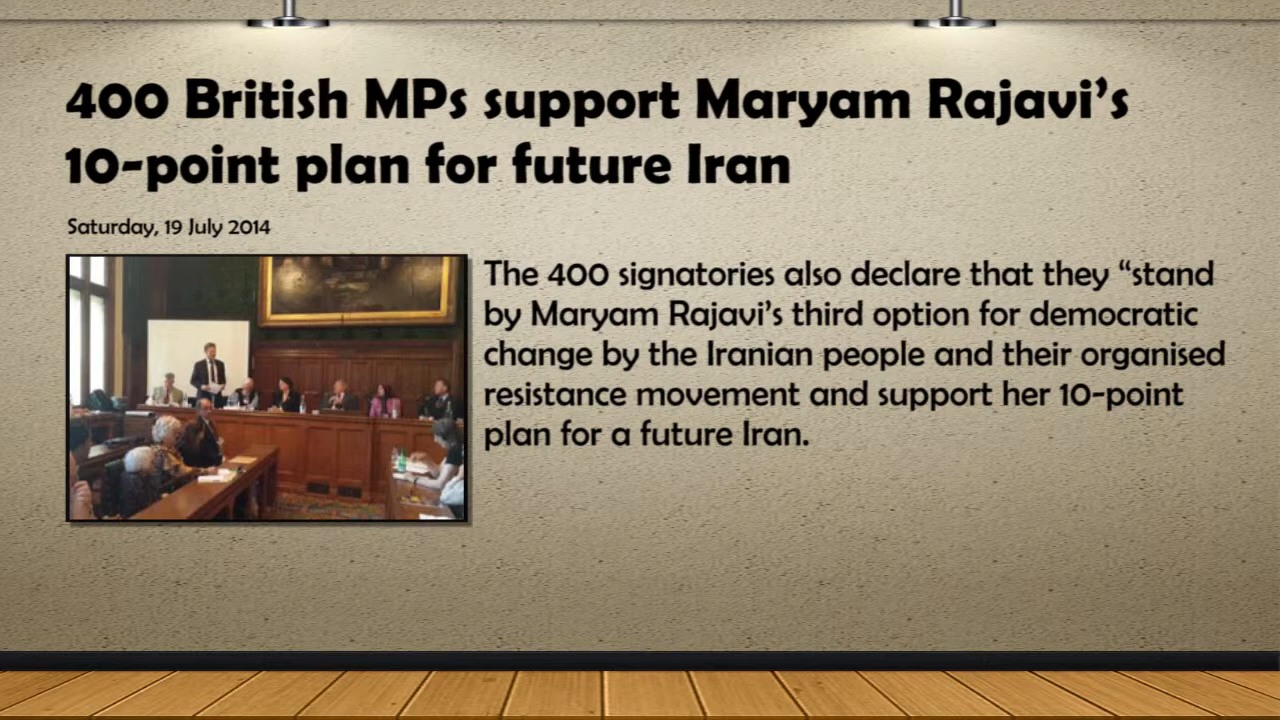 400 British MPs support Maryam Rajavi’s
10-point plan for future Iran
Saturday, 19 July 2014
The 400 signatories also declare that they “stand
by Maryam Rajavi’s third option for democratic
change by the Iranian people and their organised
resistance movement and support her 10-point
plan for a future Iran.